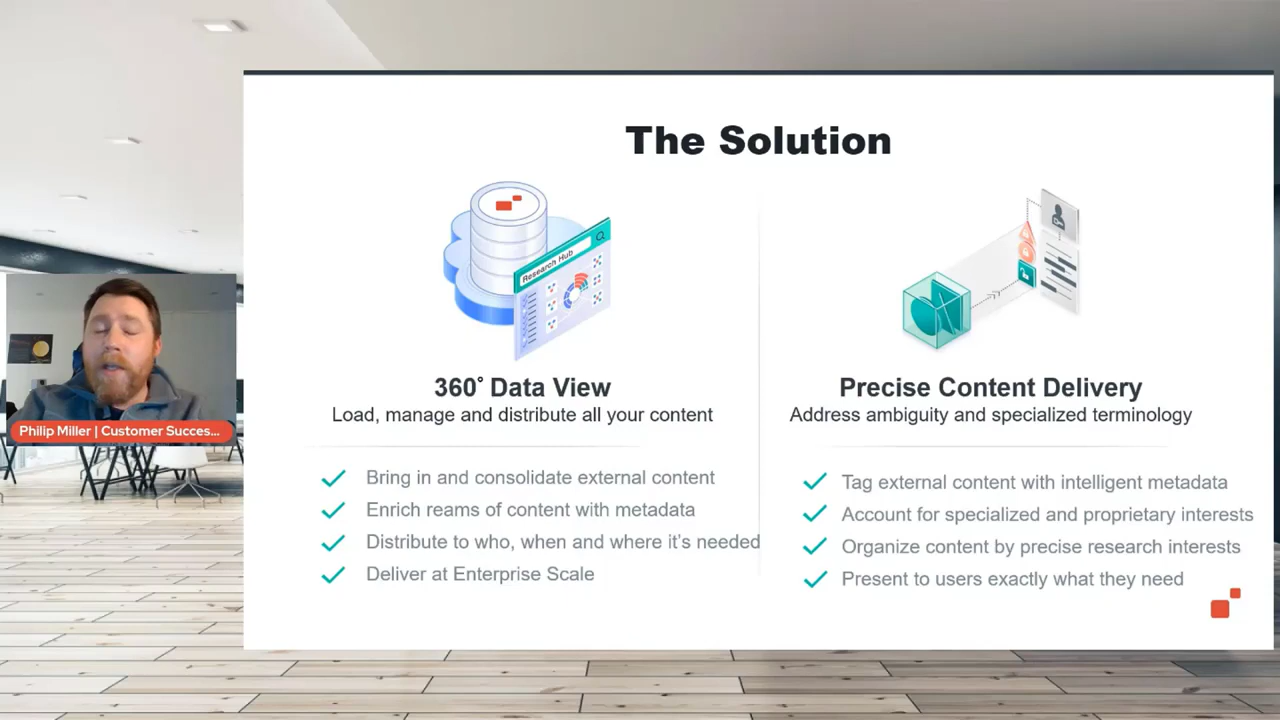 The Solution
Research Hub
360° Data View
Load, manage and distribute all your content
Bring in and consolidate external content
Enrich reams of content with metadata
Distribute to who, when and where it's needed
Deliver at Enterprise Scale
Precise Content Delivery
Address ambiguity and specialized terminology
Tag external content with intelligent metadata
Account for specialized and proprietary interests
Organize content by precise research interests
Present to users exactly what they need
Philip Miller | Customer Succes...